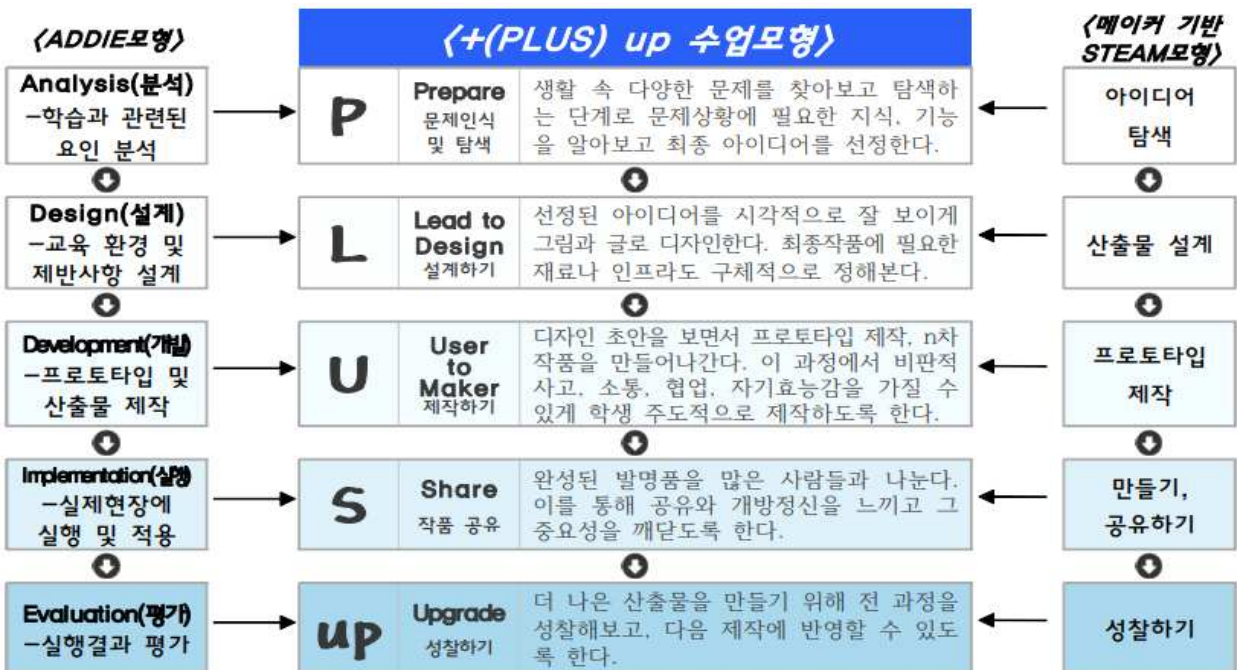 〈ADDIE모형〉
〈+(PLUS) up 수업모형〉
〈메이커 기반
STEAM모형〉
Analysis(분석)
-학습과 관련된
요인 분석
P
Prepare
문제인식
및 탐색
생활 속 다양한 문제를 찾아보고 탐색하
는 단계로 문제상황에 필요한 지식, 기능
을 알아보고 최종 아이디어를 선정한다.
아이디어
탐색
Design(설계)
-교육 환경 및
제반사항 설계
L
Lead to
Design
설계하기
선정된 아이디어를 시각적으로 잘 보이게
그림과 글로 디자인한다. 최종작품에 필요한
재료나 인프라도 구체적으로 정해본다.
산출물 설계
Development(개발)
-프로토타입 및
산출물 제작
U
User
to
Maker
제작하기
디자인 초안을 보면서 프로토타입 제작, n차
작품을 만들어나간다. 이 과정에서 비판적
사고, 소통, 협업, 자기효능감을 가질 수
있게 학생 주도적으로 제작하도록 한다.
프로토타입
제작
Implementation(실행)
-실제현장에
실행 및 적용
S
Share
작품 공유
완성된 발명품을 많은 사람들과 나눈다.
이를 통해 공유와 개방정신을 느끼고 그
중요성을 깨닫도록 한다.
만들기,
공유하기
Evaluation(평가)
-실행결과 평가
up
Upgrade
성찰하기
더 나은 산출물을 만들기 위해 전 과정을
성찰해보고, 다음 제작에 반영할 수 있도
록 한다.
성찰하기